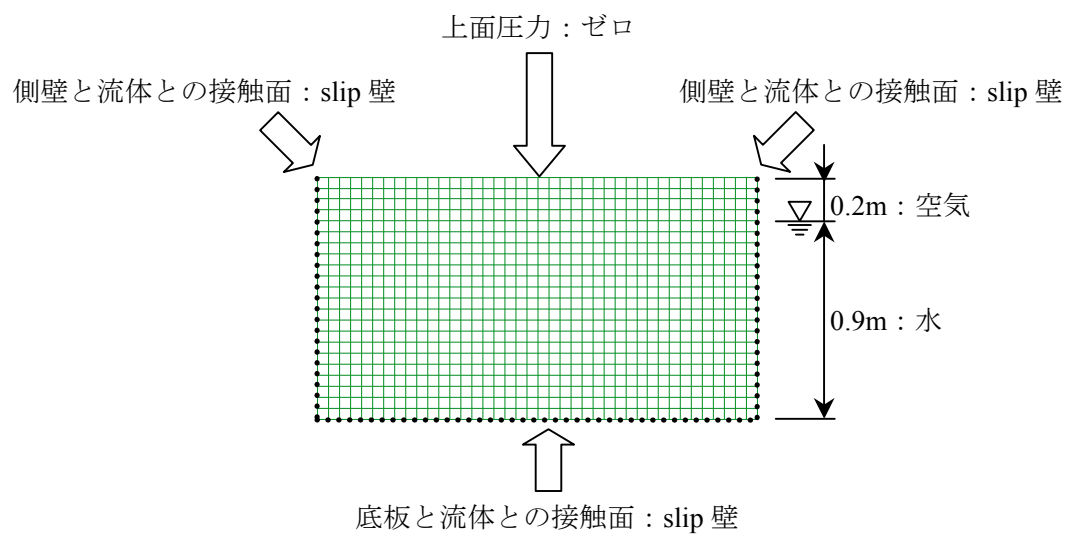 上面圧力：ゼロ
側壁と流体との接触面：slip 壁
側壁と流体との接触面：slip 壁
0.2m：空気
0.9m：水
底板と流体との接触面：slip 壁